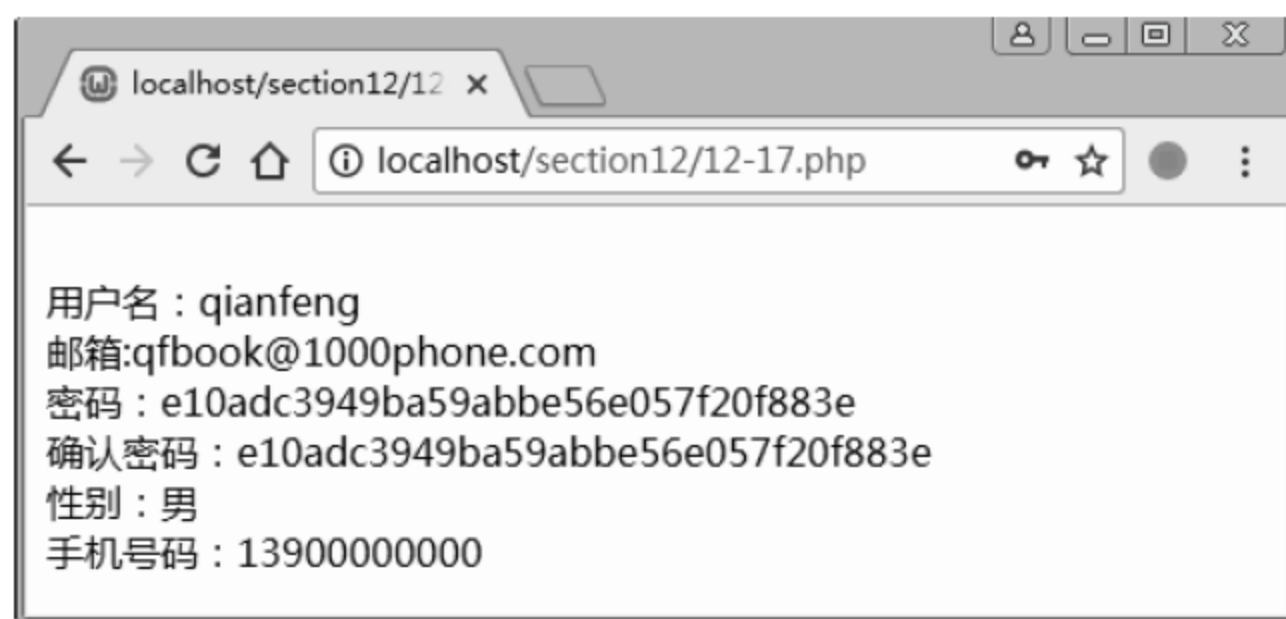 localhost/section12/12
localhost/section12/12-17.php
用户名：qianfeng
邮箱:qfbook@1000phone.com
密码：e10adc3949ba59abbe56e057f20f883e
确认密码：e10adc3949ba59abbe56e057f20f883e
性别：男
手机号码：13900000000